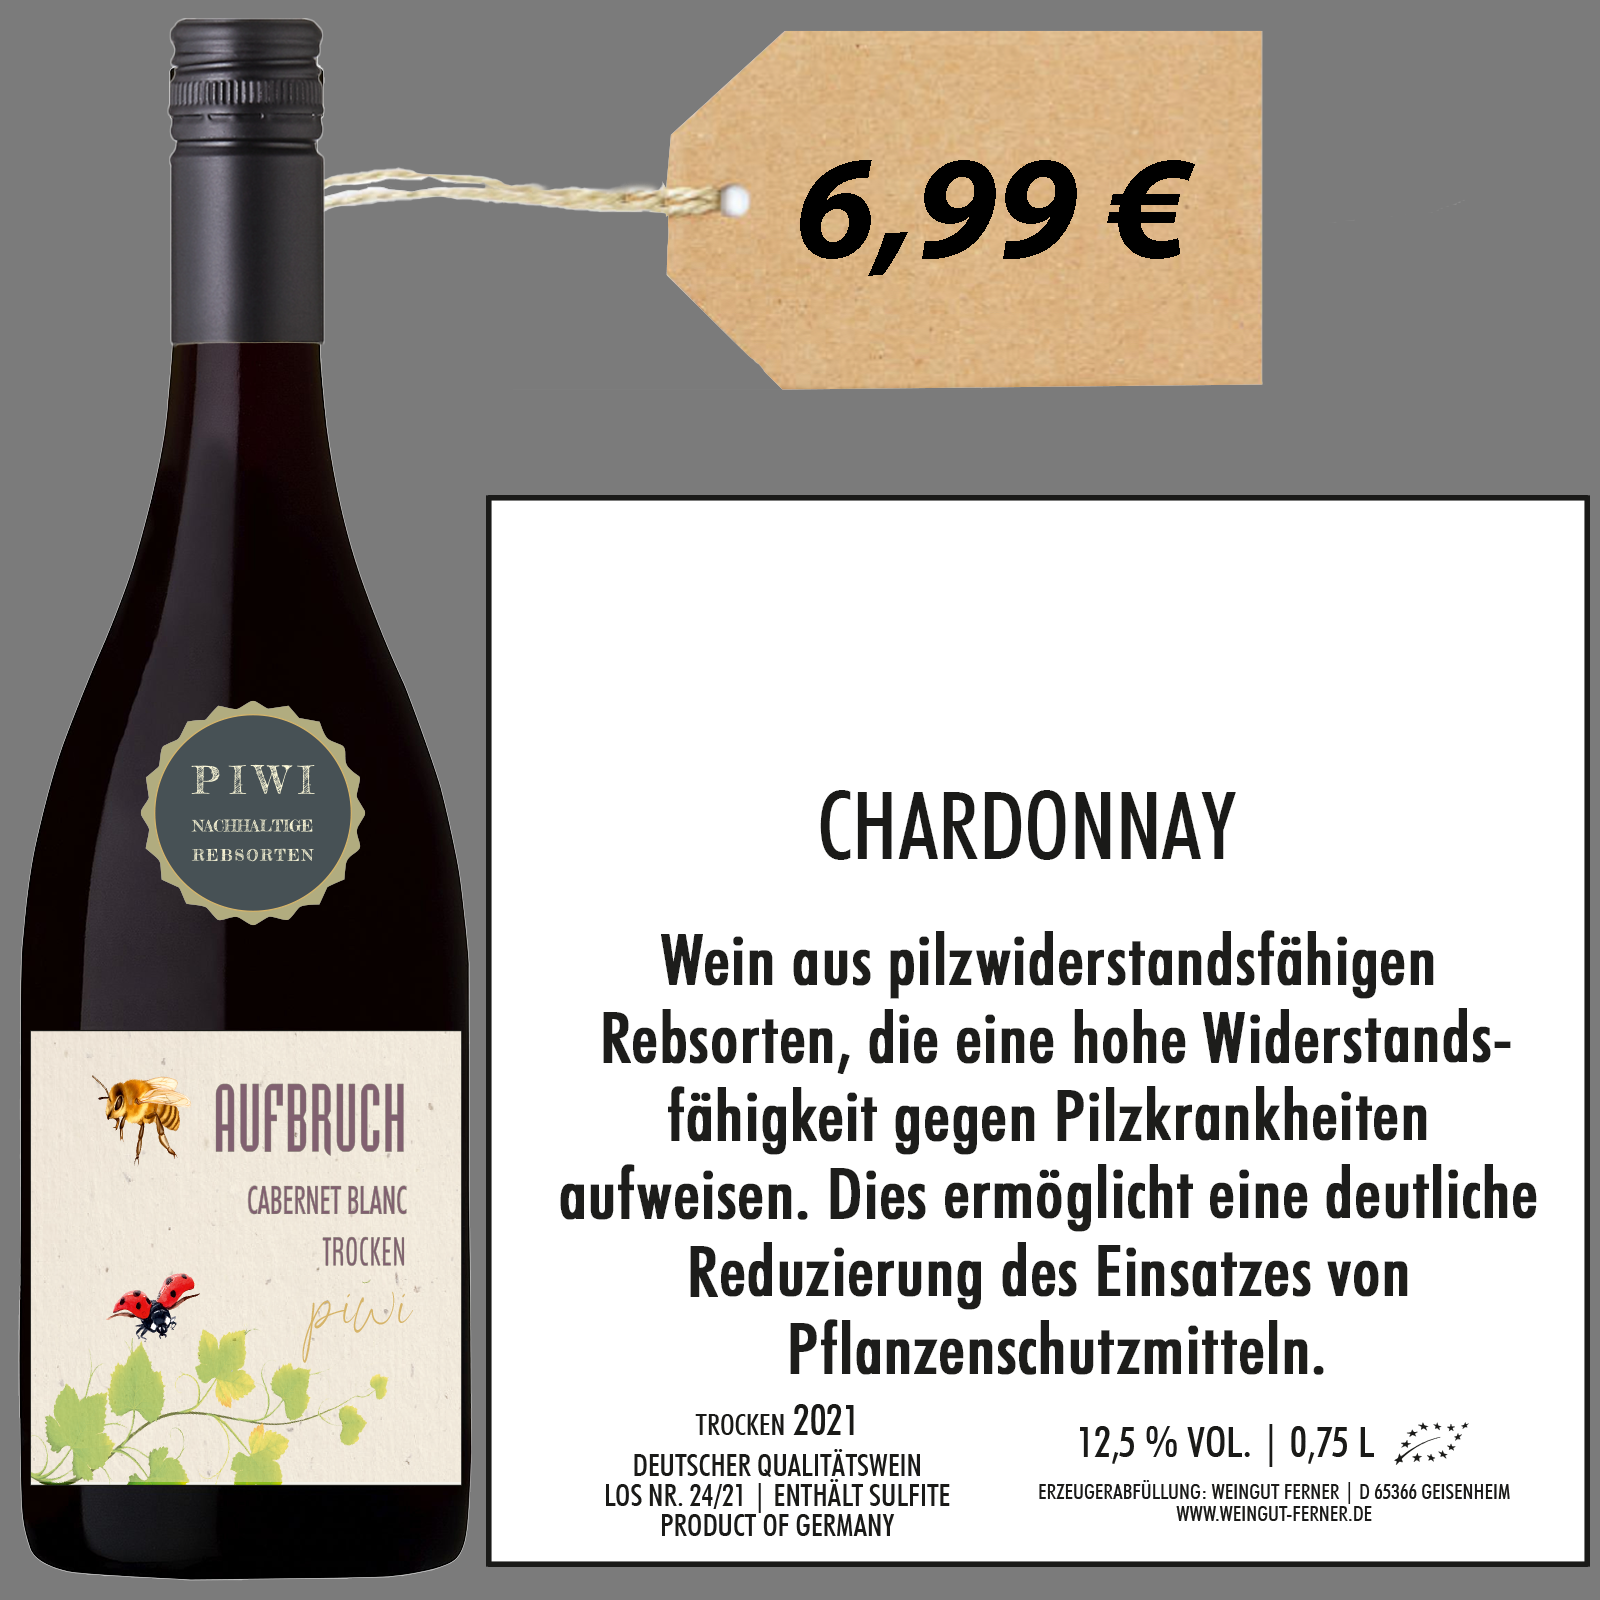 6,99 €
PIWI
NACHHALTIGE
REBSORTEN
AUFBRUCH
CABERNET BLANC
TROCKEN
piwi
CHARDONNAY
Wein aus pilzwiderstandsfähigen
Rebsorten, die eine hohe Widerstands-
fähigkeit gegen Pilzkrankheiten
aufweisen. Dies ermöglicht eine deutliche
Reduzierung des Einsatzes von
Pflanzenschutzmitteln.
TROCKEN 2021
DEUTSCHER QUALITÄTSWEIN
LOS NR. 24/21 | ENTHÄLT SULFITE
PRODUCT OF GERMANY
12,5 % VOL. | 0,75 L
ERZEUGERABFÜLLUNG: WEINGUT FERNER | D 65366 GEISENHEIM
WWW.WEINGUT-FERNER.DE